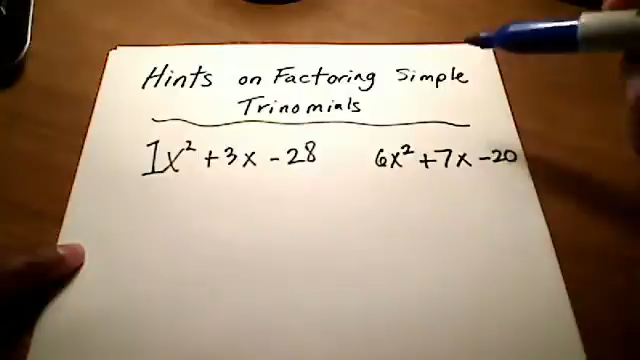 Hints on Factoring Simple
Trinomials
1x² + 3x - 28 6x² + 7x - 20